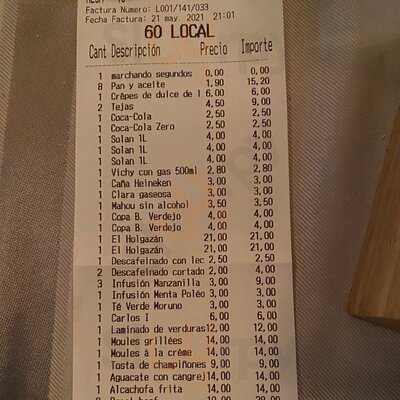 Factura Número: L001/141/033
Fecha Factura: 21 may. 2021 21:01
60 LOCAL
Cant Descripción Precio Importe
1 marchando segundos 0,00 0,00
8 Pan y aceite 1,90 15,20
1 Crêpes de dulce de l 6,00 6,00
2 Tejas 4,50 9,00
1 Coca-Cola 2,50 2,50
1 Coca-Cola Zero 2,50 2,50
1 Solan 1L 4,00 4,00
1 Solan 1L 4,00 4,00
1 Solan 1L 4,00 4,00
1 Vichy con gas 500ml 2,80 2,80
1 Caña Heineken 3,00 3,00
1 Clara gaseosa 3,00 3,00
1 Mahou sin alcohol 3,50 3,50
1 Copa B. Verdejo 4,00 4,00
1 Copa B. Verdejo 4,00 4,00
1 El Holgazán 21,00 21,00
1 El Holgazán 21,00 21,00
1 Descafeinado con lec 2,50 2,50
2 Descafeinado cortado 2,00 4,00
3 Infusión Manzanilla 3,00 9,00
1 Infusión Menta Poleo 3,00 3,00
1 Té Verde Moruno 3,00 3,00
1 Carlos I 6,00 6,00
1 Laminado de verduras 12,00 12,00
1 Moules grillées 14,00 14,00
1 Moules à la crème 14,00 14,00
1 Tosta de champiñones 9,00 9,00
1 Aguacate con cangrej 14,00 14,00
1 Alcachofa frita 14,00 14,00